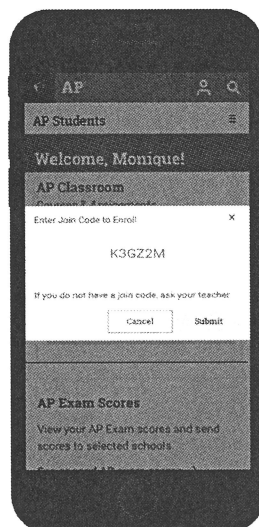 AP
AP Students
Welcome, Monique!
AP Classroom
Courses & Assignments
Enter Join Code to Enroll ×
K3GZ2M
If you do not have a join code, ask your teacher
Cancel Submit
AP Exam Scores
View your AP Exam scores and send
scores to selected schools